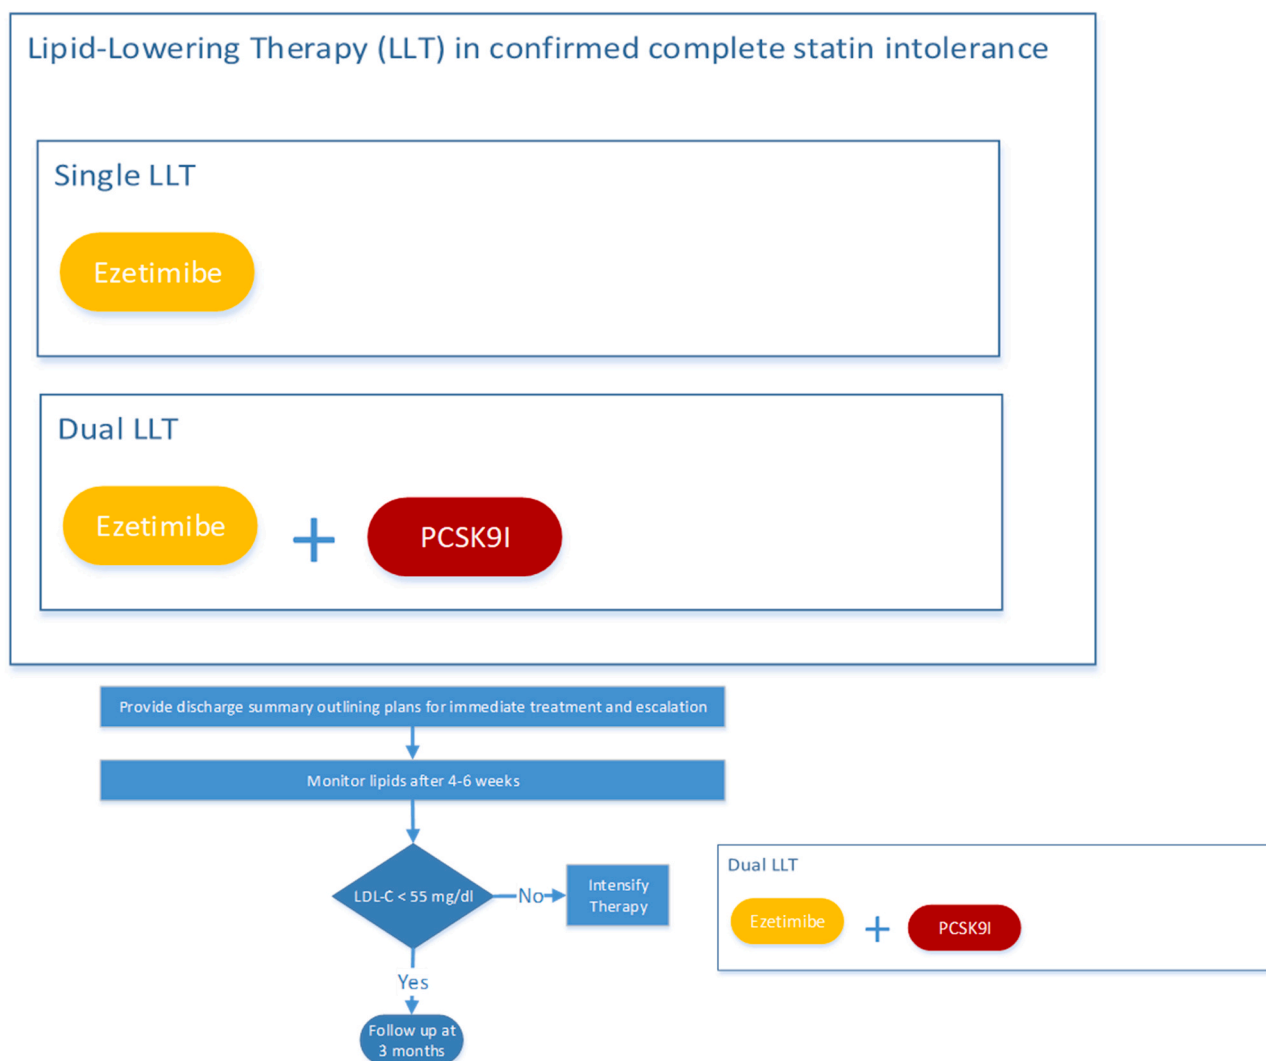 Lipid-Lowering Therapy (LLT) in confirmed complete statin intolerance
Single LLT
Ezetimibe
Dual LLT
Ezetimibe
+
PCSK9I
Provide discharge summary outlining plans for immediate treatment and escalation
Monitor lipids after 4-6 weeks
LDL-C < 55 mg/dl
No
Intensify
Therapy
Dual LLT
Ezetimibe
+
PCSK9I
Yes
Follow up at
3 months